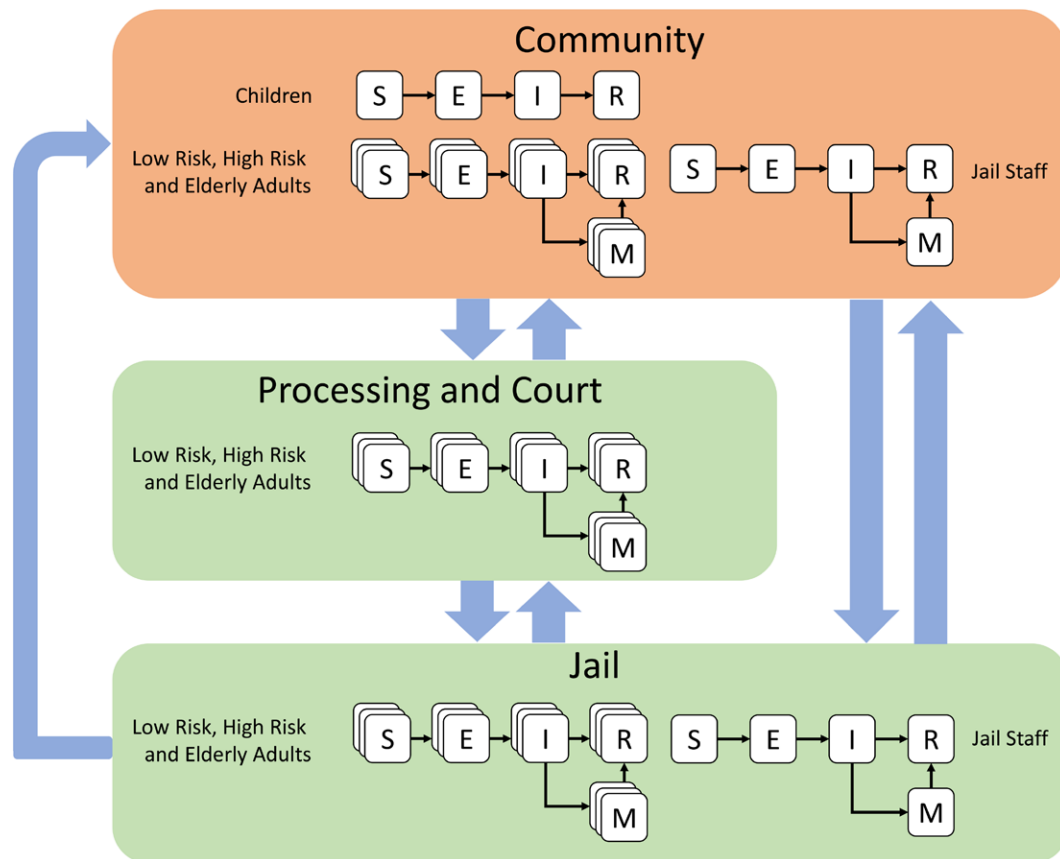 Community
Children
S E I R
Low Risk, High Risk
and Elderly Adults
S E I R
M
S E I R
M
Jail Staff
Processing and Court
Low Risk, High Risk
and Elderly Adults
S E I R
M
Jail
Low Risk, High Risk
and Elderly Adults
S E I R
M
S E I R
M
Jail Staff